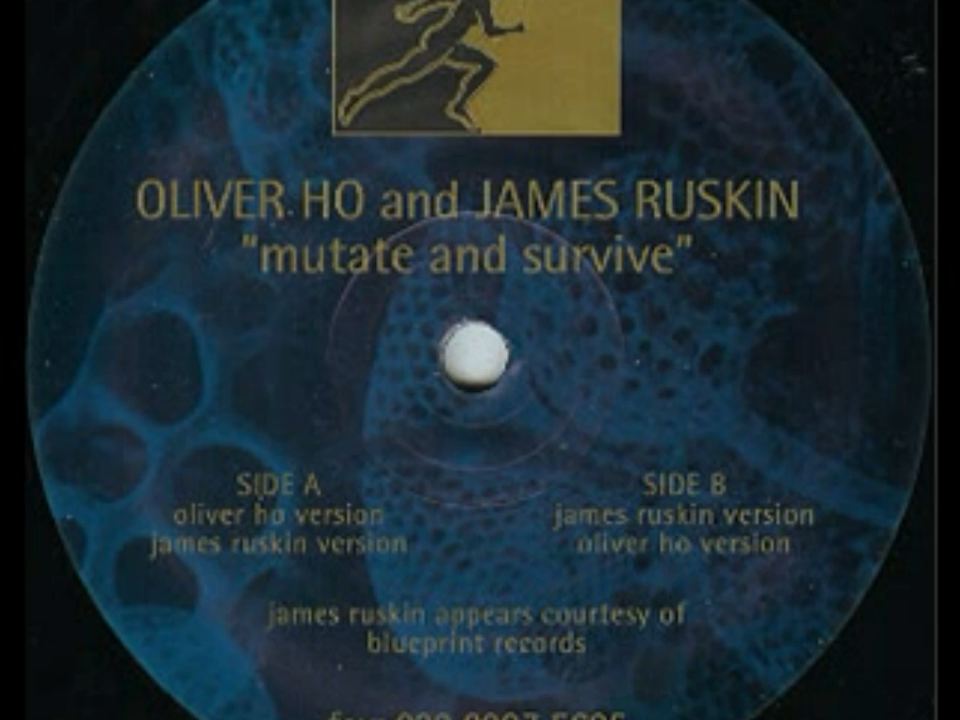 OLIVER HO and JAMES RUSKIN
"mutate and survive"
SIDE A
oliver ho version
james ruskin version
SIDE B
james ruskin version
oliver ho version
james ruskin appears courtesy of
blueprint records